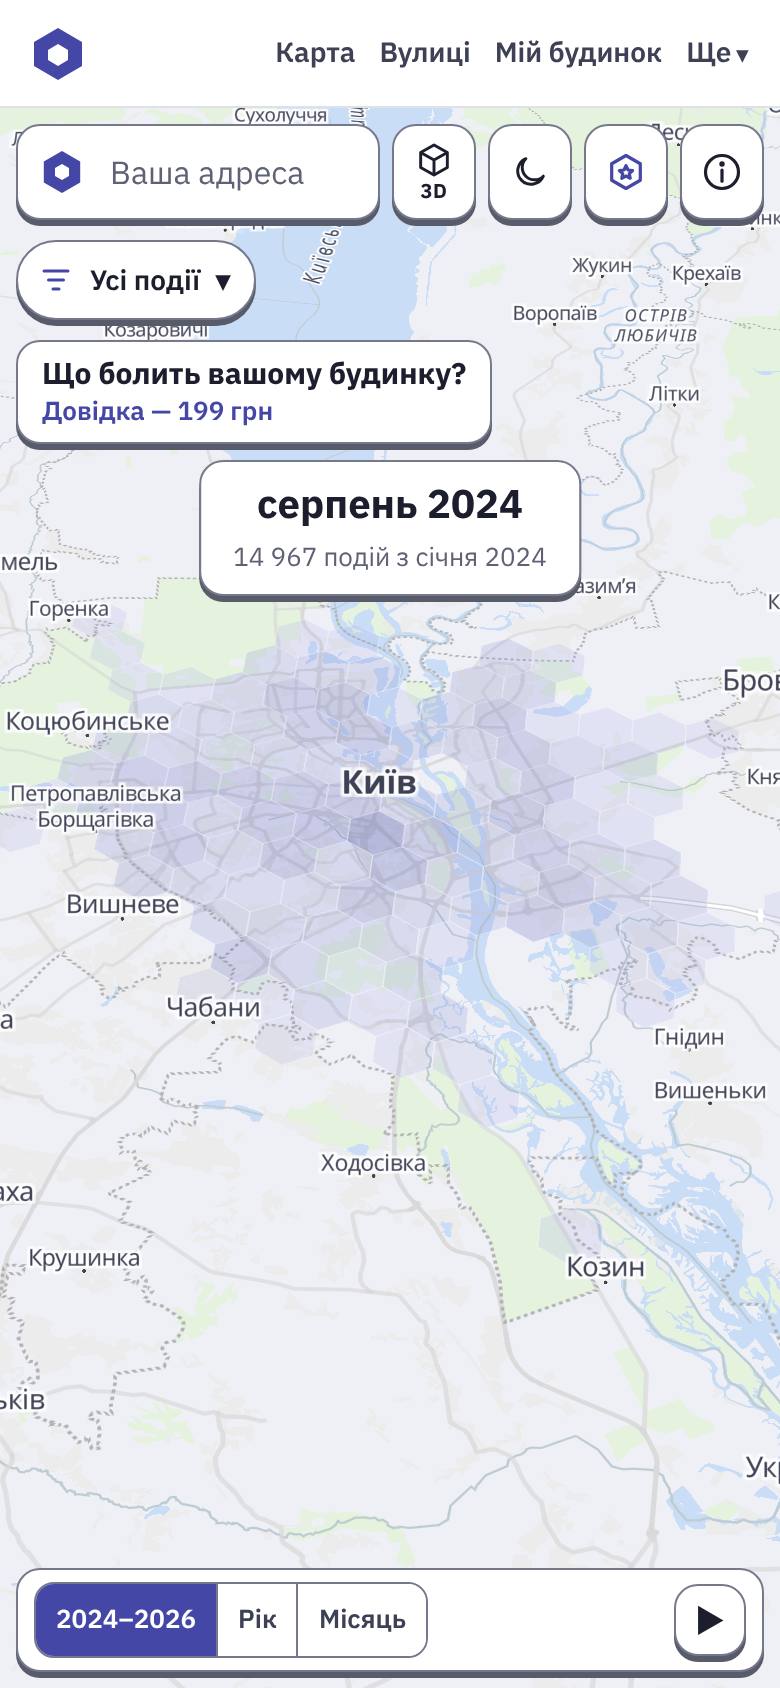 Карта Вулиці Мій будинок Ще ▾
Сухолуччя
Ваша адреса
3D
Жукин
Крехаїв
Усі події ▼
Воропаїв
ОСТРІВ
ЛЮБИЧІВ
Козаровичі
Що болить вашому будинку?
Довідка — 199 грн
Літки
серпень 2024
14 967 подій з січня 2024
Горенка
Коцюбинське
Київ
Петропавлівська
Борщагівка
Вишневе
Чабани
Гнідин
Вишеньки
Ходосівка
Крушинка
Козин
2024–2026 Рік Місяць